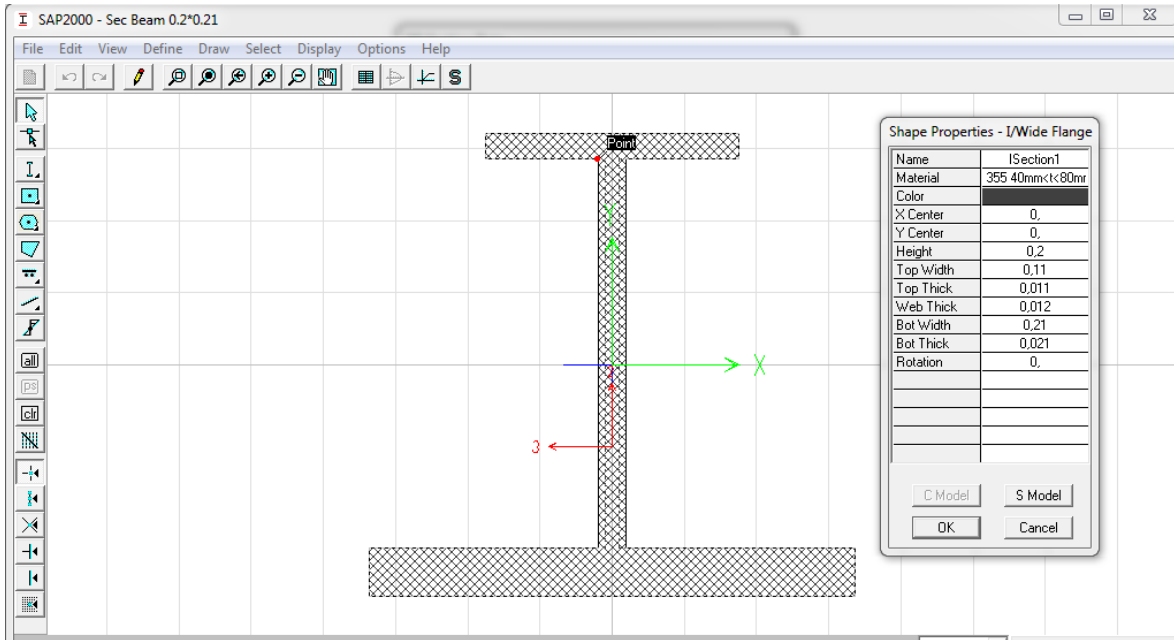 SAP2000 - Sec Beam 0.2*0.21
File Edit View Define Draw Select Display Options Help
S
I
all
ps
clr
Point
Y
X
2
3
Shape Properties - I/Wide Flange
Name ISection1
Material 355 40mm<t<80mr
Color
X Center 0,
Y Center 0,
Height 0,2
Top Width 0,11
Top Thick 0,011
Web Thick 0,012
Bot Width 0,21
Bot Thick 0,021
Rotation 0,
C Model S Model
OK Cancel